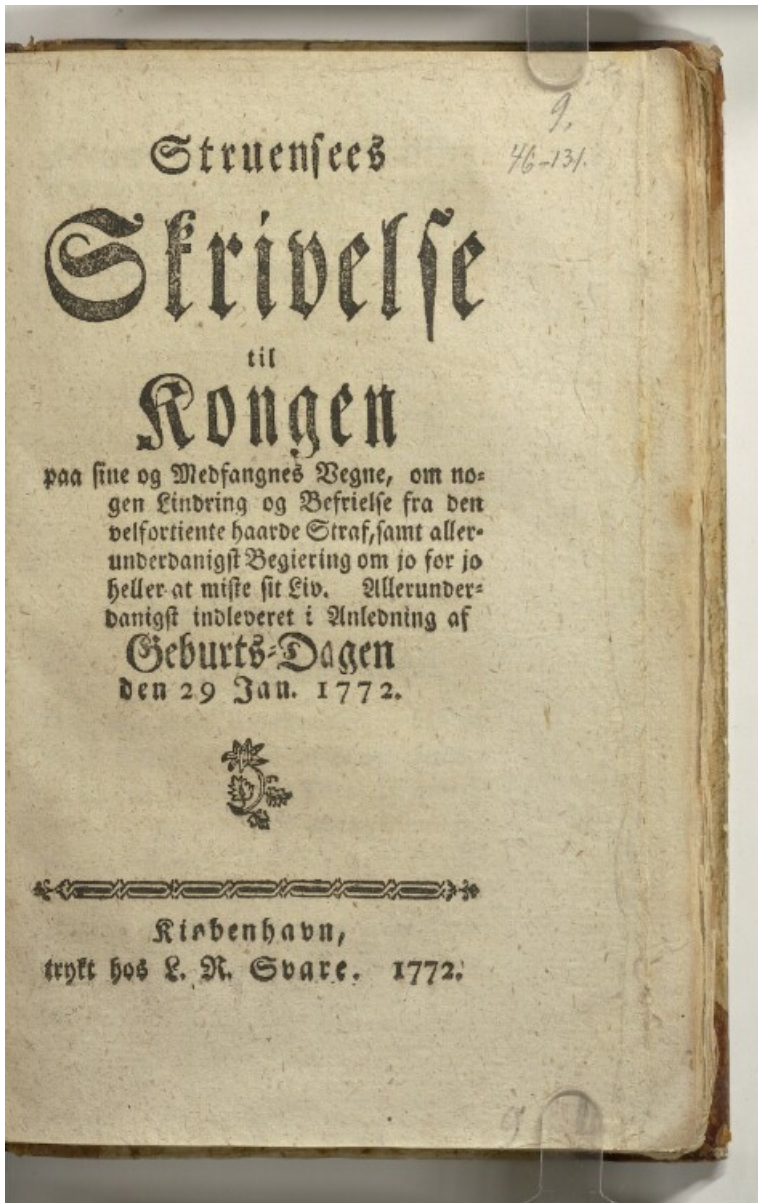 9.
46-131.
Struensees
Skrivelse
til
Kongen
paa sine og Medfangnes Vegne, om no-
gen Lindring og Befrielse fra den
velfortiente haarde Straf, samt aller-
underdanigst Begiering om jo for jo
heller at miste sit Liv. Allerunder-
danigst indleveret i Anledning af
Geburts-Dagen
den 29 Jan. 1772.
Kiøbenhavn,
trykt hos L. N. Svare. 1772.